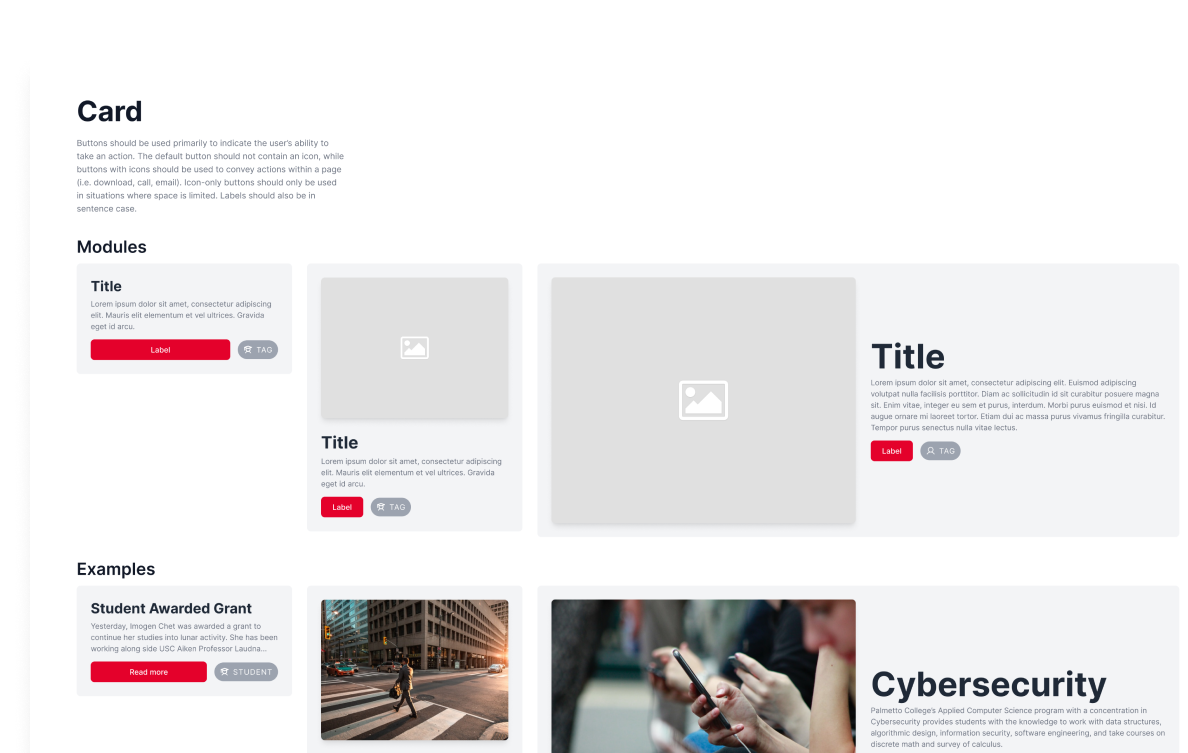 Card
Buttons should be used primarily to indicate the user's ability to
take an action. The default button should not contain an icon, while
buttons with icons should be used to convey actions within a page
(i.e. download, call, email). Icon-only buttons should only be used
in situations where space is limited. Labels should also be in
sentence case.
Modules
Title
Lorem ipsum dolor sit amet, consectetur adipiscing
elit. Mauris elit elementum et vel ultrices. Gravida
eget id arcu.
Label
TAG
Title
Lorem ipsum dolor sit amet, consectetur adipiscing
elit. Mauris elit elementum et vel ultrices. Gravida
eget id arcu.
Label
TAG
Title
Lorem ipsum dolor sit amet, consectetur adipiscing elit. Euismod adipiscing
volutpat nulla facilisis porttitor. Diam ac sollicitudin id sit curabitur posuere magna
sit. Enim vitae, integer eu sem et purus, interdum. Morbi purus euismod et nisi. Id
augue ornare mi laoreet tortor. Etiam dui ac massa purus vivamus fringilla curabitur.
Tempor purus senectus nulla vitae lectus.
Label
TAG
Examples
Student Awarded Grant
Yesterday, Imogen Chet was awarded a grant to
continue her studies into lunar activity. She has been
working along side USC Aiken Professor Laudna...
Read more
STUDENT
Cybersecurity
Palmetto College's Applied Computer Science program with a concentration in
Cybersecurity provides students with the knowledge to work with data structures,
algorithmic design, information security, software engineering, and take courses on
discrete math and survey of calculus.